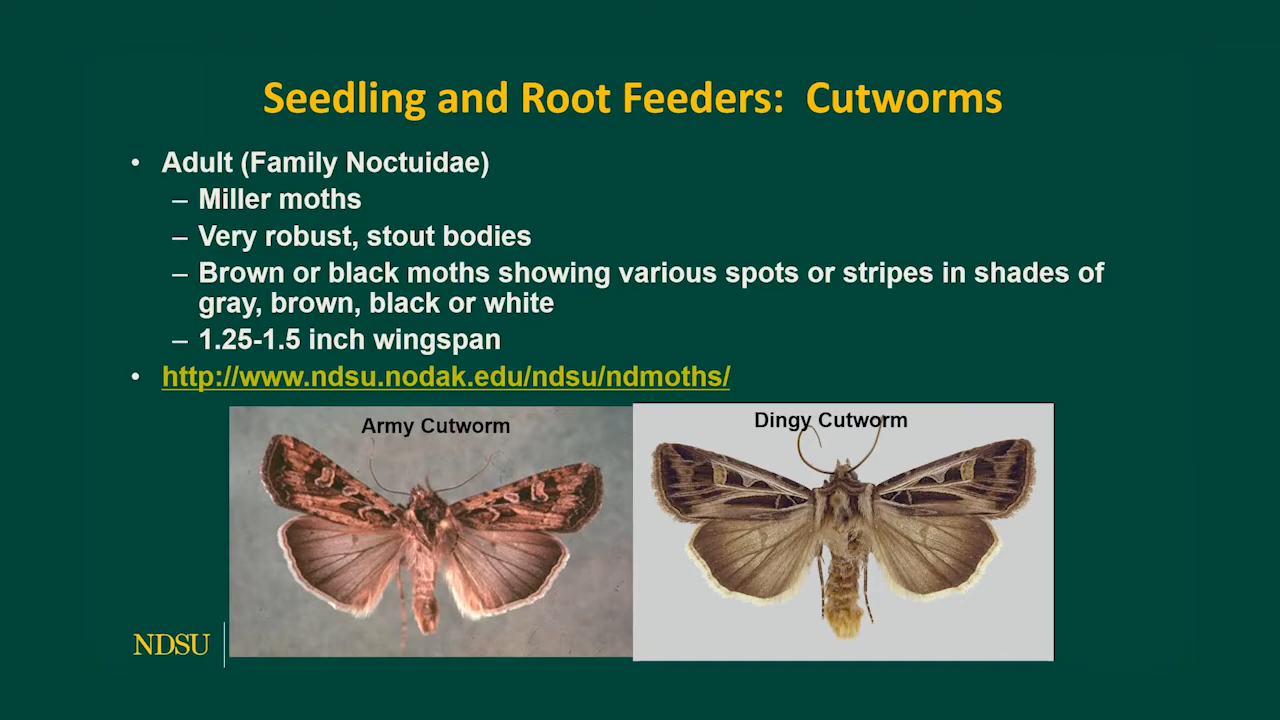 Seedling and Root Feeders: Cutworms
• Adult (Family Noctuidae)
– Miller moths
– Very robust, stout bodies
– Brown or black moths showing various spots or stripes in shades of
gray, brown, black or white
– 1.25-1.5 inch wingspan
• http://www.ndsu.nodak.edu/ndsu/ndmoths/
Army Cutworm
Dingy Cutworm
NDSU